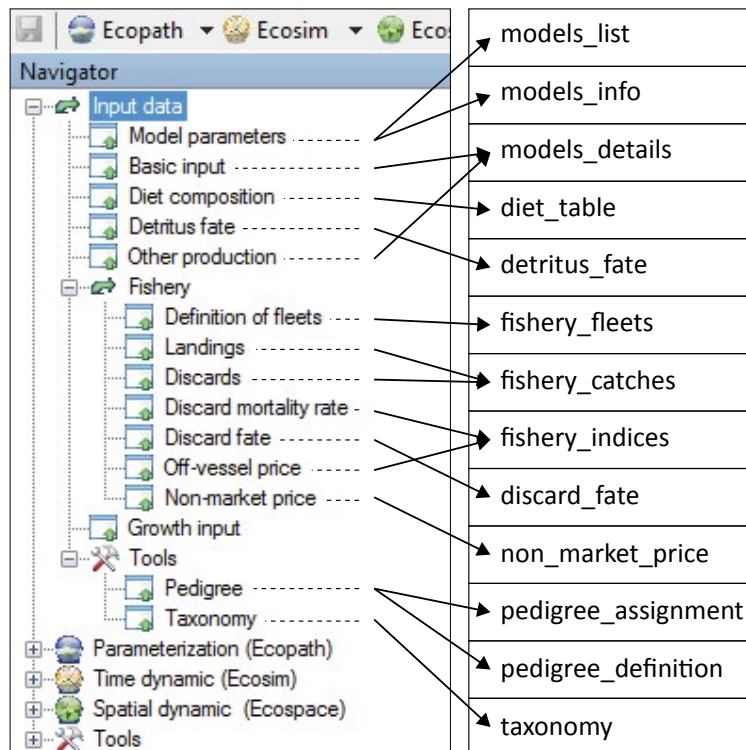 Ecopath Ecosim Ecos
Navigator
Input data
Model parameters
Basic input
Diet composition
Detritus fate
Other production
Fishery
Definition of fleets
Landings
Discards
Discard mortality rate
Discard fate
Off-vessel price
Non-market price
Growth input
Tools
Pedigree
Taxonomy
Parameterization (Ecopath)
Time dynamic (Ecosim)
Spatial dynamic (Ecospace)
Tools
models_list
models_info
models_details
diet_table
detritus_fate
fishery_fleets
fishery_catches
fishery_indices
discard_fate
non_market_price
pedigree_assignment
pedigree_definition
taxonomy